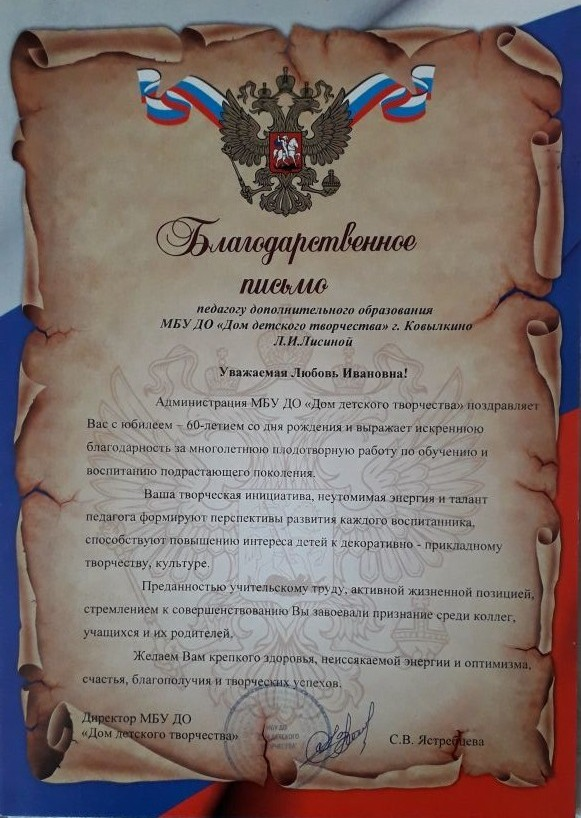 Благодарственное
письмо
педагогу дополнительного образования
МБУ ДО «Дом детского творчества» г. Ковылкино
Л.И.Лисиной
Уважаемая Любовь Ивановна!
Администрация МБУ ДО «Дом детского творчества» поздравляет
Вас с юбилеем – 60-летием со дня рождения и выражает искреннюю
благодарность за многолетнюю плодотворную работу по обучению и
воспитанию подрастающего поколения.
Ваша творческая инициатива, неутомимая энергия и талант
педагога формируют перспективы развития каждого воспитанника,
способствуют повышению интереса детей к декоративно - прикладному
творчеству, культуре.
Преданностью учительскому труду, активной жизненной позицией,
стремлением к совершенствованию Вы завоевали признание среди коллег,
учащихся и их родителей.
Желаем Вам крепкого здоровья, неиссякаемой энергии и оптимизма,
счастья, благополучия и творческих успехов.
Директор МБУ ДО
«Дом детского творчества»
С.В. Ястребцева